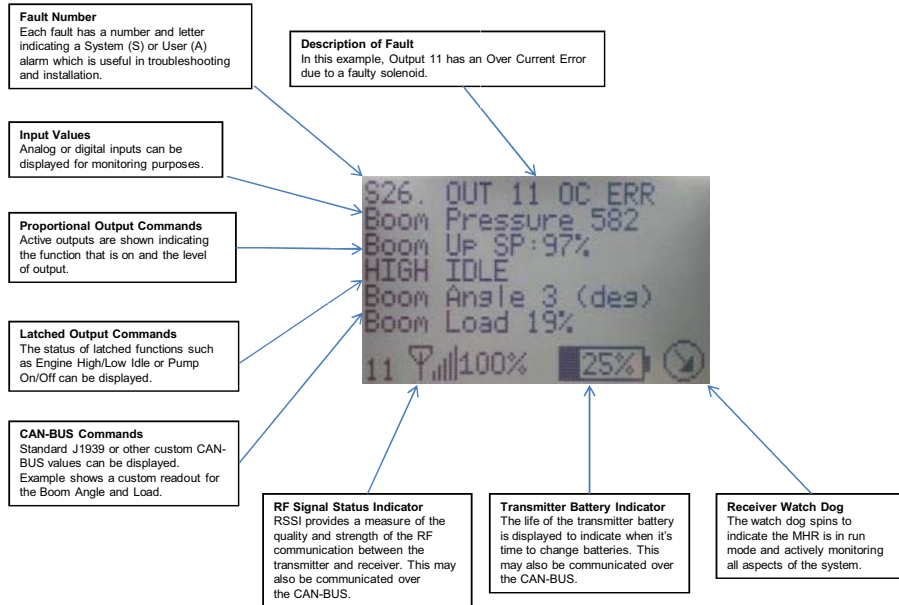 Fault Number
Each fault has a number and letter
indicating a System (S) or User (A)
alarm which is useful in troubleshooting
and installation.
Description of Fault
In this example, Output 11 has an Over Current Error
due to a faulty solenoid.
Input Values
Analog or digital inputs can be
displayed for monitoring purposes.
Proportional Output Commands
Active outputs are shown indicating
the function that is on and the level
of output.
Latched Output Commands
The status of latched functions such
as Engine High/Low Idle or Pump
On/Off can be displayed.
CAN-BUS Commands
Standard J1939 or other custom CAN-
BUS values can be displayed.
Example shows a custom readout for
the Boom Angle and Load.
S26. OUT 11 OC ERR
Boom Pressure 582
Boom Up SP:97%
HIGH IDLE
Boom Angle 3 (deg)
Boom Load 19%
11 100% 25%
RF Signal Status Indicator
RSSI provides a measure of the
quality and strength of the RF
communication between the
transmitter and receiver. This may
also be communicated over
the CAN-BUS.
Transmitter Battery Indicator
The life of the transmitter battery
is displayed to indicate when it's
time to change batteries. This
may also be communicated over
the CAN-BUS.
Receiver Watch Dog
The watch dog spins to
indicate the MHR is in run
mode and actively monitoring
all aspects of the system.